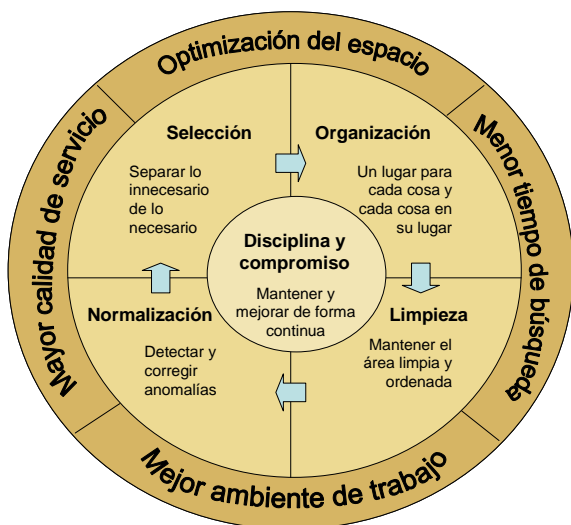 Optimización del espacio
Mayor calidad de servicio
Menor tiempo de búsqueda
Selección
Separar lo
innecesario
de lo
necesario
Organización
Un lugar para
cada cosa y
cada cosa en
su lugar
Disciplina y
compromiso
Mantener y
mejorar de forma
continua
Normalización
Detectar y
corregir
anomalías
Limpieza
Mantener el
área limpia y
ordenada
Mejor ambiente de trabajo